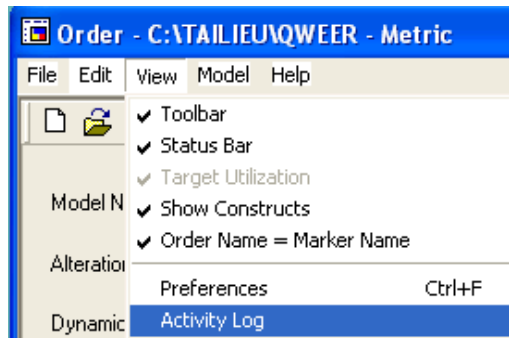 Order - C:\TAILIEU\QWEER - Metric
File Edit View Model Help
Toolbar
Status Bar
Target Utilization
Model N
Show Constructs
Order Name = Marker Name
Alteration
Preferences Ctrl+F
Dynamic
Activity Log